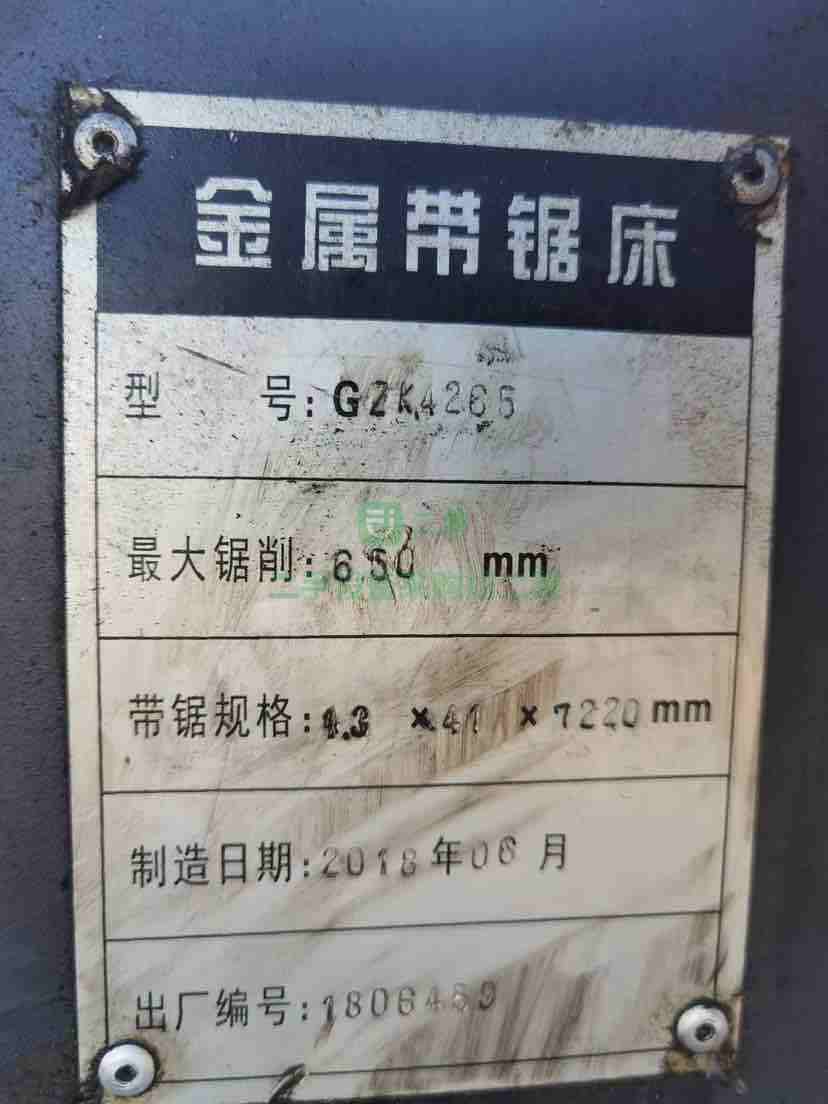 金属带锯床
型 号: GZK4265
最大锯削: 650 mm
带锯规格: 1.3 × 41 × 7220 mm
制造日期: 2018年06月
出厂编号: 1806459